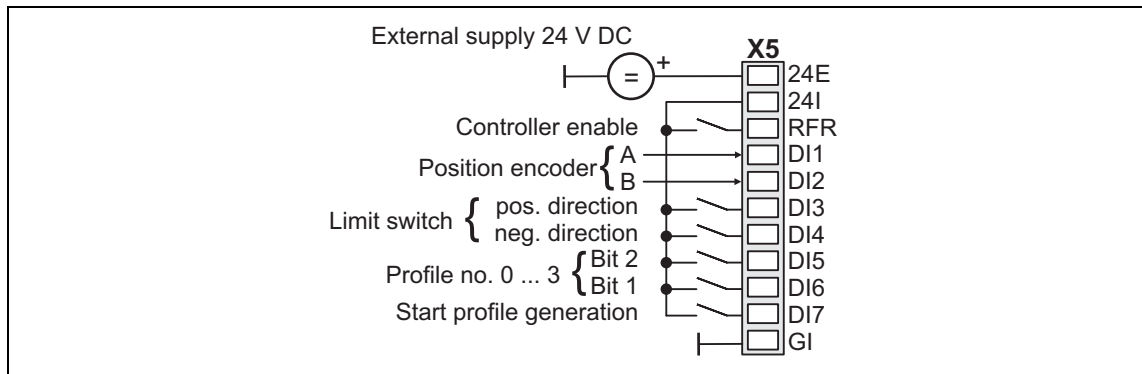 External supply 24 V DC
X5
= + 24E
24I
Controller enable RFR
Position encoder { A DI1
B DI2
Limit switch { pos. direction DI3
neg. direction DI4
Profile no. 0 ... 3 { Bit 2 DI5
Bit 1 DI6
Start profile generation DI7
GI